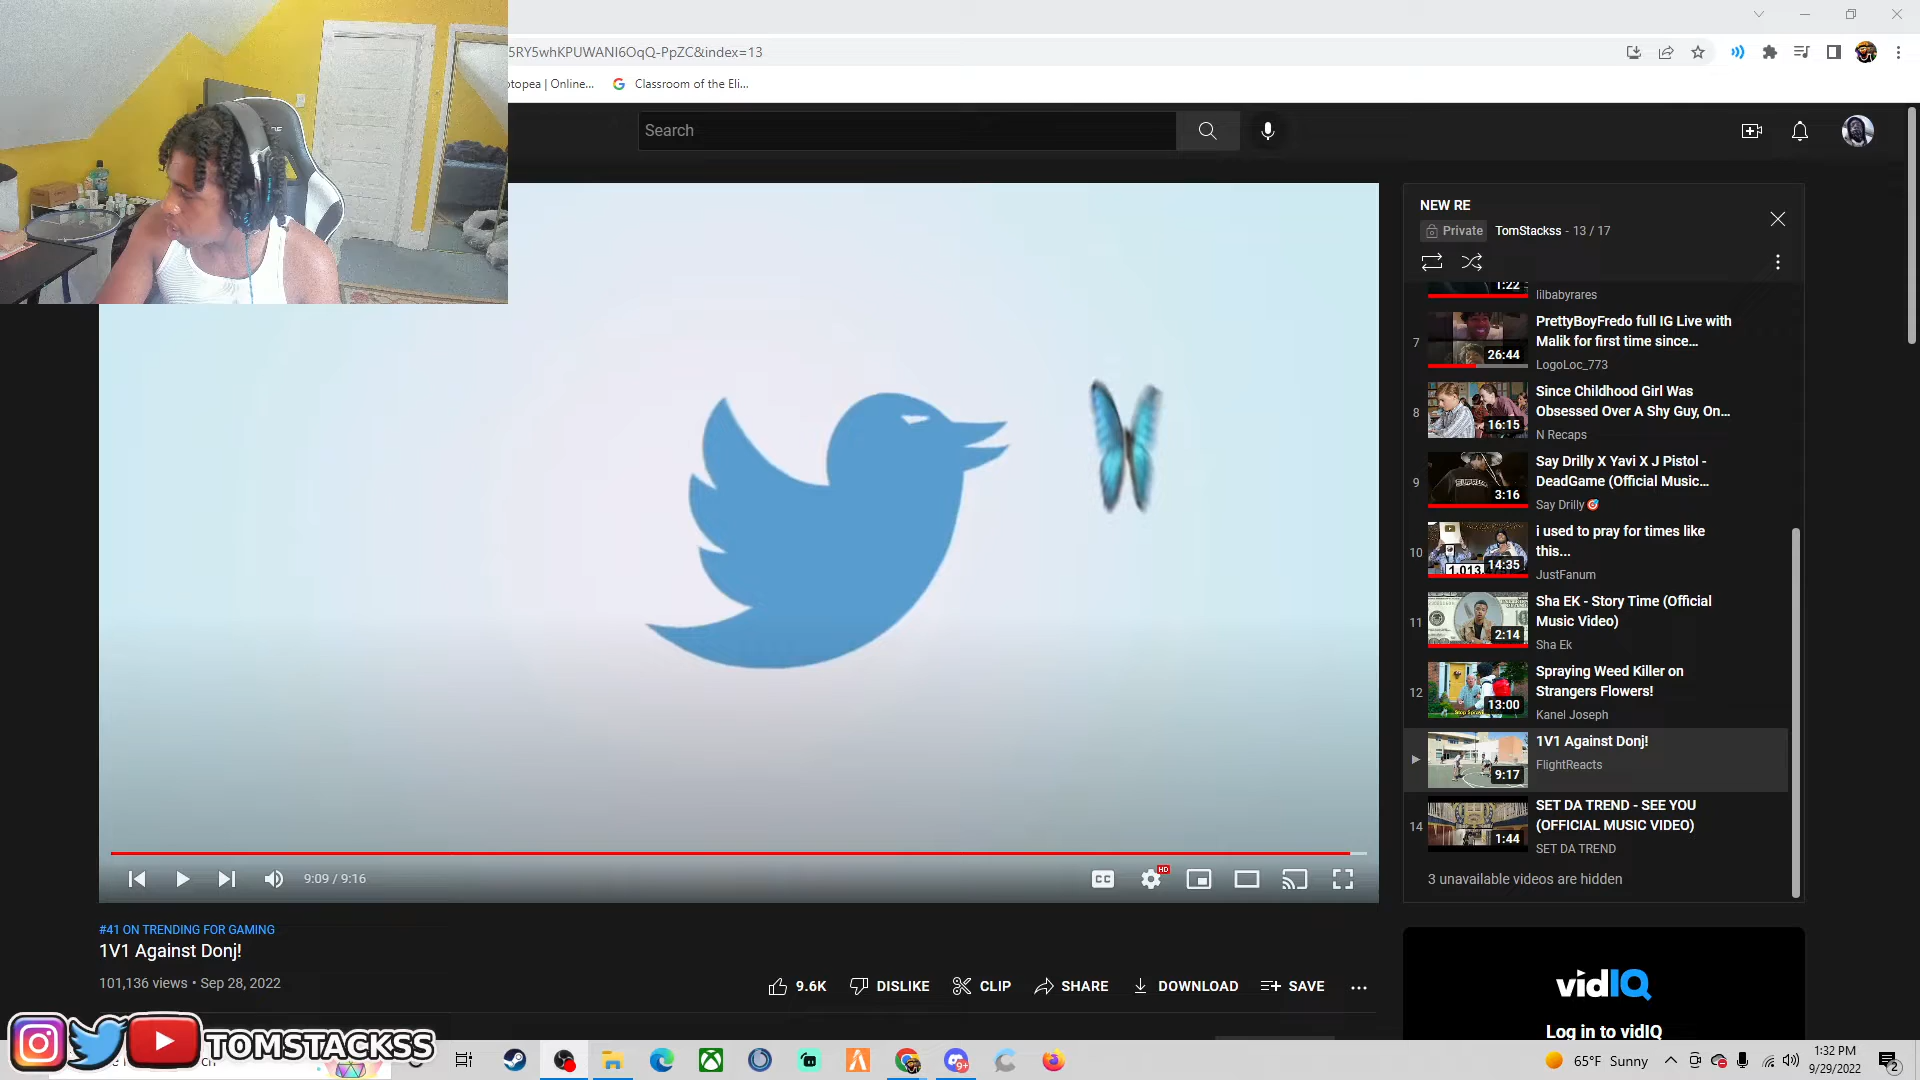 5RY5whKPUWANI6OqQ-PpZC&index=13
otopea | Online...
Classroom of the Eli...
Search
NEW RE
Private TomStackss - 13 / 17
1:22
lilbabyrares
7
26:44
PrettyBoyFredo full IG Live with
Malik for first time since...
LogoLoc_773
8
16:15
Since Childhood Girl Was
Obsessed Over A Shy Guy, On...
N Recaps
9
3:16
Say Drilly X Yavi X J Pistol -
DeadGame (Official Music...
Say Drilly
10
14:35
i used to pray for times like
this...
JustFanum
11
2:14
Sha EK - Story Time (Official
Music Video)
Sha Ek
12
13:00
Spraying Weed Killer on
Strangers Flowers!
Kanel Joseph
9:17
1V1 Against Donj!
FlightReacts
14
1:44
SET DA TREND - SEE YOU
(OFFICIAL MUSIC VIDEO)
SET DA TREND
3 unavailable videos are hidden
9:09 / 9:16
CC
HD
#41 ON TRENDING FOR GAMING
1V1 Against Donj!
101,136 views • Sep 28, 2022
9.6K DISLIKE CLIP SHARE DOWNLOAD SAVE
vidIQ
Log in to vidIQ
TOMSTACKSS
9+
65°F Sunny
1:32 PM
9/29/2022
2